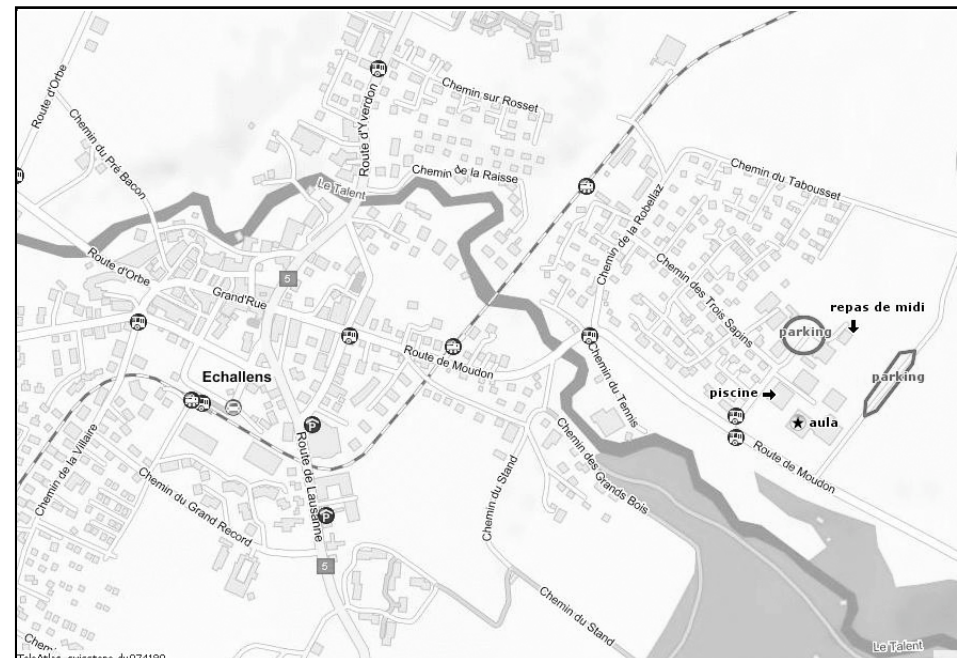 Route d'Orbe
Chemin du Pré Bacon
Route d'Yverdon
Chemin sur Rosset
Chemin de la Raisse
Le Talent
Chemin du Tabousset
Chemin de la Robellaz
Chemin des Trois Sapins
Route d'Orbe
5
Grand'Rue
repas de midi
parking
parking
Route de Moudon
Echallens
Chemin du Tennis
piscine
aula
P
Route de Lausanne
Route de Moudon
Chemin de la Villaire
Chemin du Grand Record
Chemin du Stand
Chemin des Grands Bois
P
5
Chemin du Stand
Chem
Le Talent